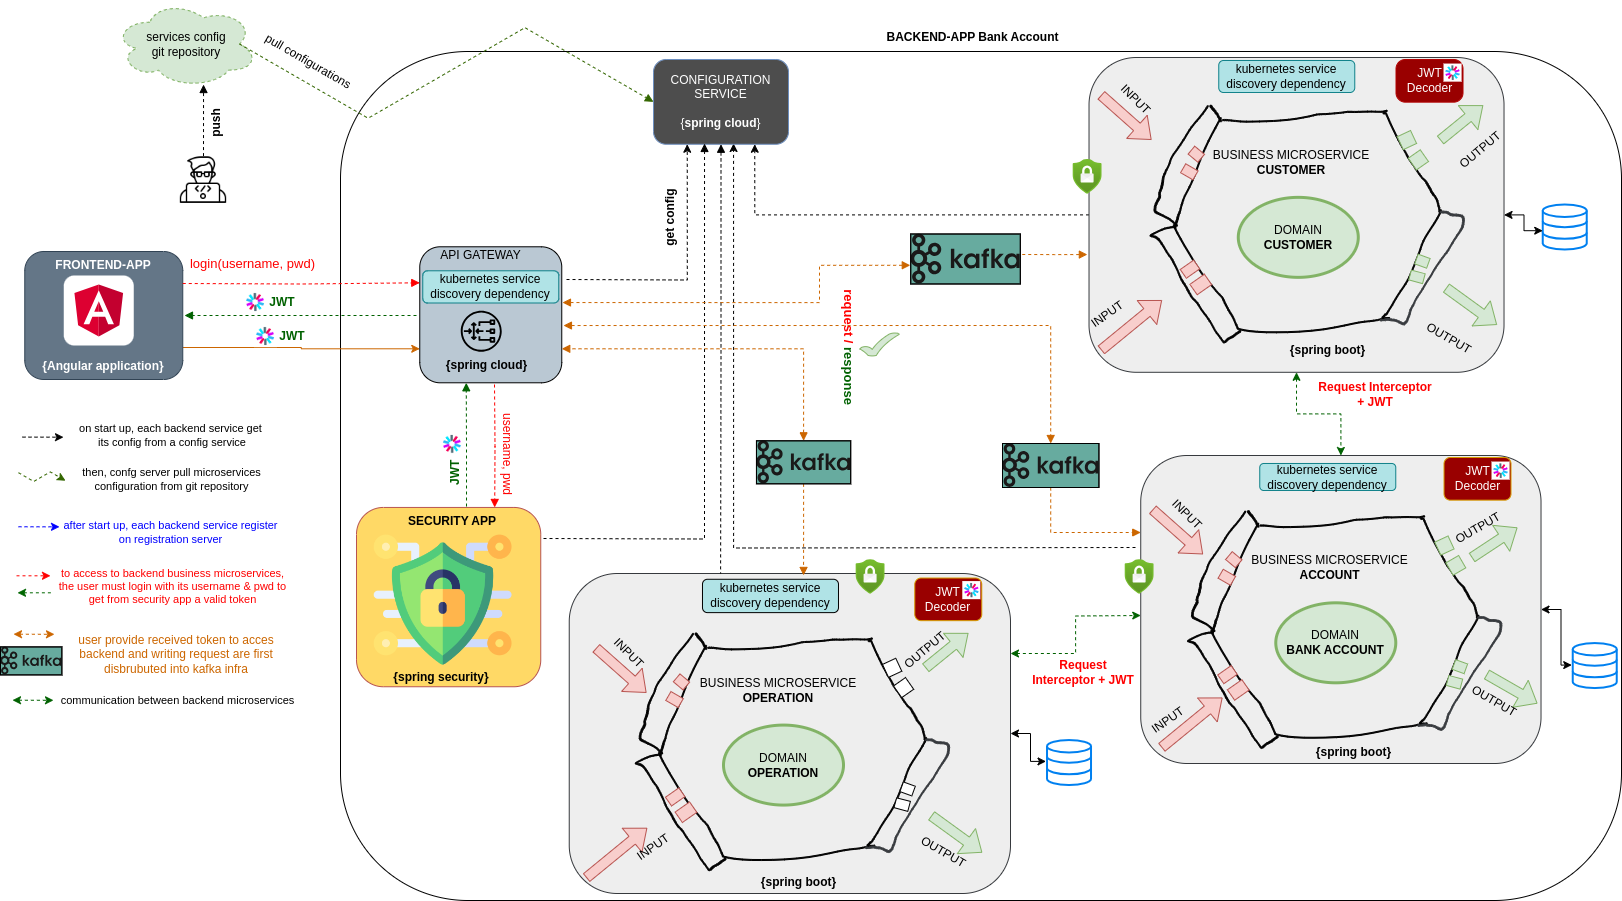 services config
git repository
pull configurations
push
BACKEND-APP Bank Account
CONFIGURATION
SERVICE
{spring cloud}
get config
FRONTEND-APP
{Angular application}
login(username, pwd)
JWT
JWT
API GATEWAY
kubernetes service
discovery dependency
{spring cloud}
JWT
username, pwd
SECURITY APP
{spring security}
kafka
request / response
kafka
kafka
kubernetes service
discovery dependency
JWT
Decoder
INPUT
OUTPUT
BUSINESS MICROSERVICE
CUSTOMER
DOMAIN
CUSTOMER
INPUT
OUTPUT
{spring boot}
Request Interceptor
+ JWT
kubernetes service
discovery dependency
JWT
Decoder
INPUT
OUTPUT
BUSINESS MICROSERVICE
ACCOUNT
DOMAIN
BANK ACCOUNT
INPUT
OUTPUT
{spring boot}
Request
Interceptor + JWT
kubernetes service
discovery dependency
JWT
Decoder
INPUT
OUTPUT
BUSINESS MICROSERVICE
OPERATION
DOMAIN
OPERATION
INPUT
OUTPUT
{spring boot}
on start up, each backend service get
its config from a config service
then, confg server pull microservices
configuration from git repository
after start up, each backend service register
on registration server
to access to backend business microservices,
the user must login with its username & pwd to
get from security app a valid token
kafka
user provide received token to acces
backend and writing request are first
disbrubuted into kafka infra
communication between backend microservices